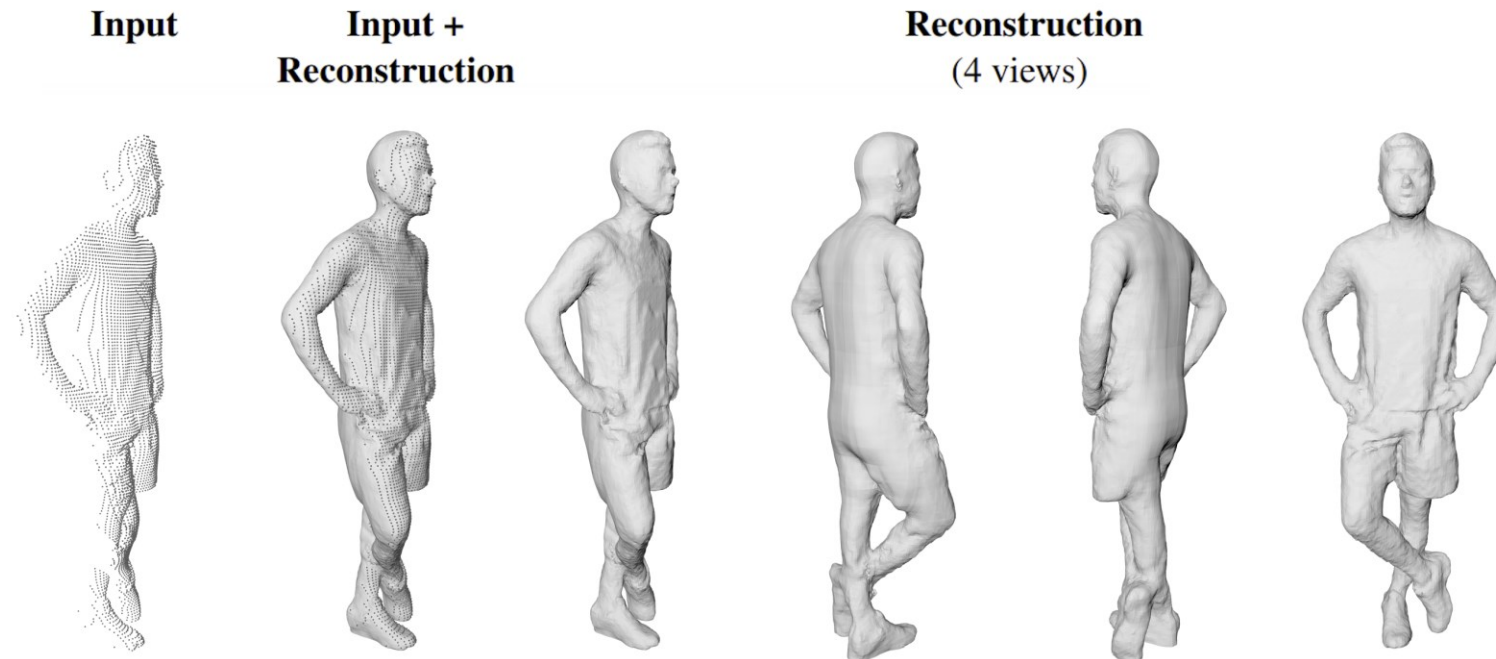 Input
Input +
Reconstruction
Reconstruction
(4 views)